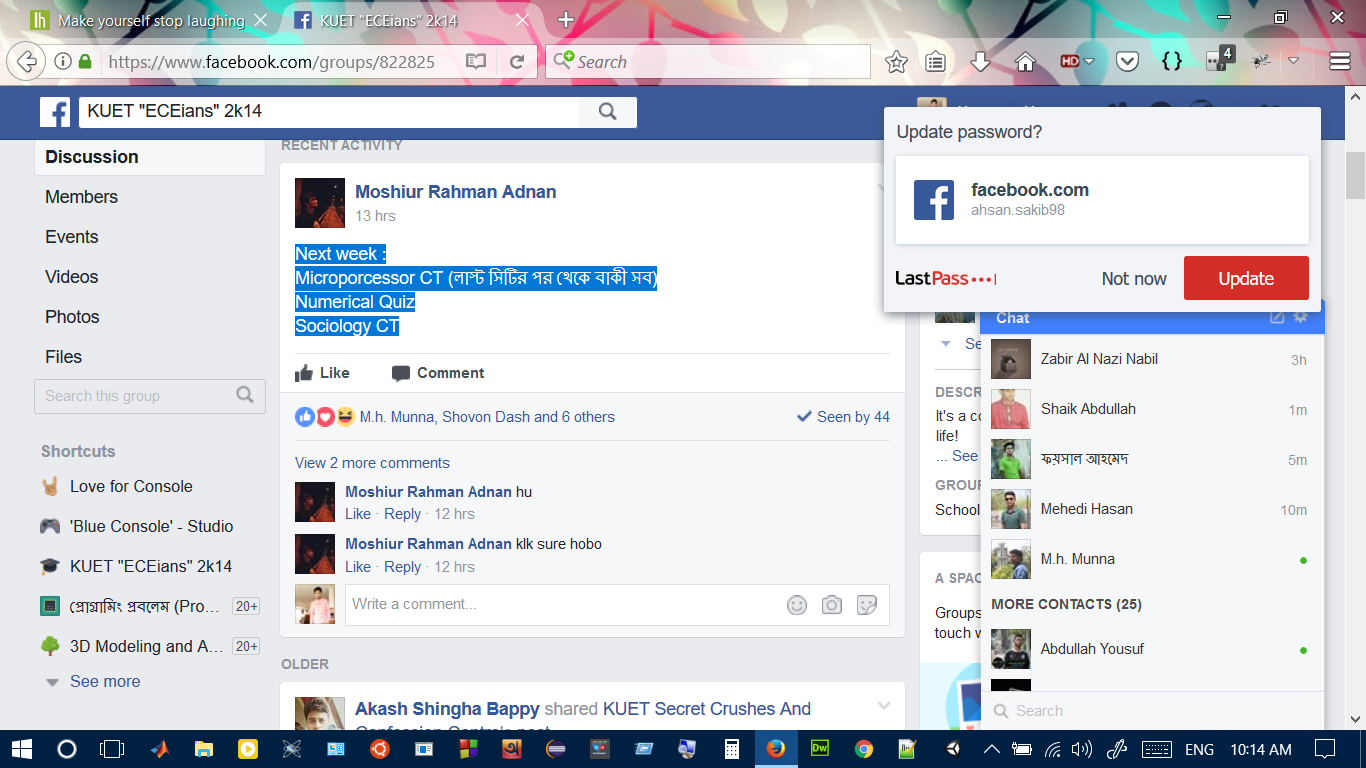 Make yourself stop laughing
KUET "ECEians" 2k14
https://www.facebook.com/groups/822825
Search
HD
4
KUET "ECEians" 2k14
Update password?
facebook.com
ahsan.sakib98
LastPass
Not now
Update
Discussion
Members
Events
Videos
Photos
Files
Search this group
Shortcuts
Love for Console
'Blue Console' - Studio
KUET "ECEians" 2k14
প্রোগ্রামিং প্রবলেম (Pro... 20+
3D Modeling and A... 20+
See more
RECENT ACTIVITY
Moshiur Rahman Adnan
13 hrs
Next week :
Microporcessor CT (লাস্ট সিটির পর থেকে বাকী সব)
Numerical Quiz
Sociology CT
Like Comment
M.h. Munna, Shovon Dash and 6 others
Seen by 44
View 2 more comments
Moshiur Rahman Adnan hu
Like · Reply · 12 hrs
Moshiur Rahman Adnan klk sure hobo
Like · Reply · 12 hrs
Write a comment...
OLDER
Akash Shingha Bappy shared KUET Secret Crushes And
DESCR
It's a c
life!
... See
GROU
School
A SPAC
Groups
touch w
Chat
Zabir Al Nazi Nabil 3h
Shaik Abdullah 1m
ফয়সাল আহমেদ 5m
Mehedi Hasan 10m
M.h. Munna
MORE CONTACTS (25)
Abdullah Yousuf
Search
Dw
ENG
10:14 AM